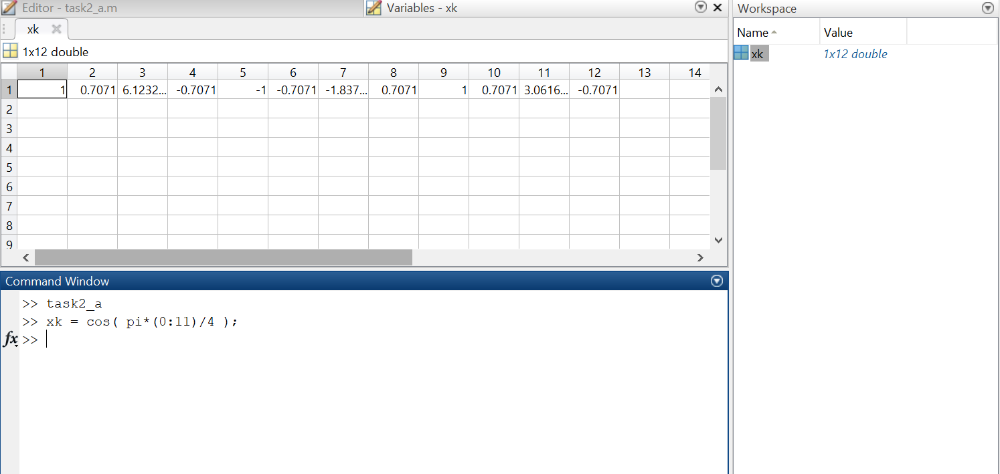 Editor - task2_a.m
Variables - xk
Workspace
xk
Name
Value
1x12 double
xk
1x12 double
1 2 3 4 5 6 7 8 9 10 11 12 13 14
1 1 0.7071 6.1232... -0.7071 -1 -0.7071 -1.837... 0.7071 1 0.7071 3.0616... -0.7071
2
3
4
5
6
7
8
9
Command Window
>> task2_a
>> xk = cos( pi*(0:11)/4 );
fx >>